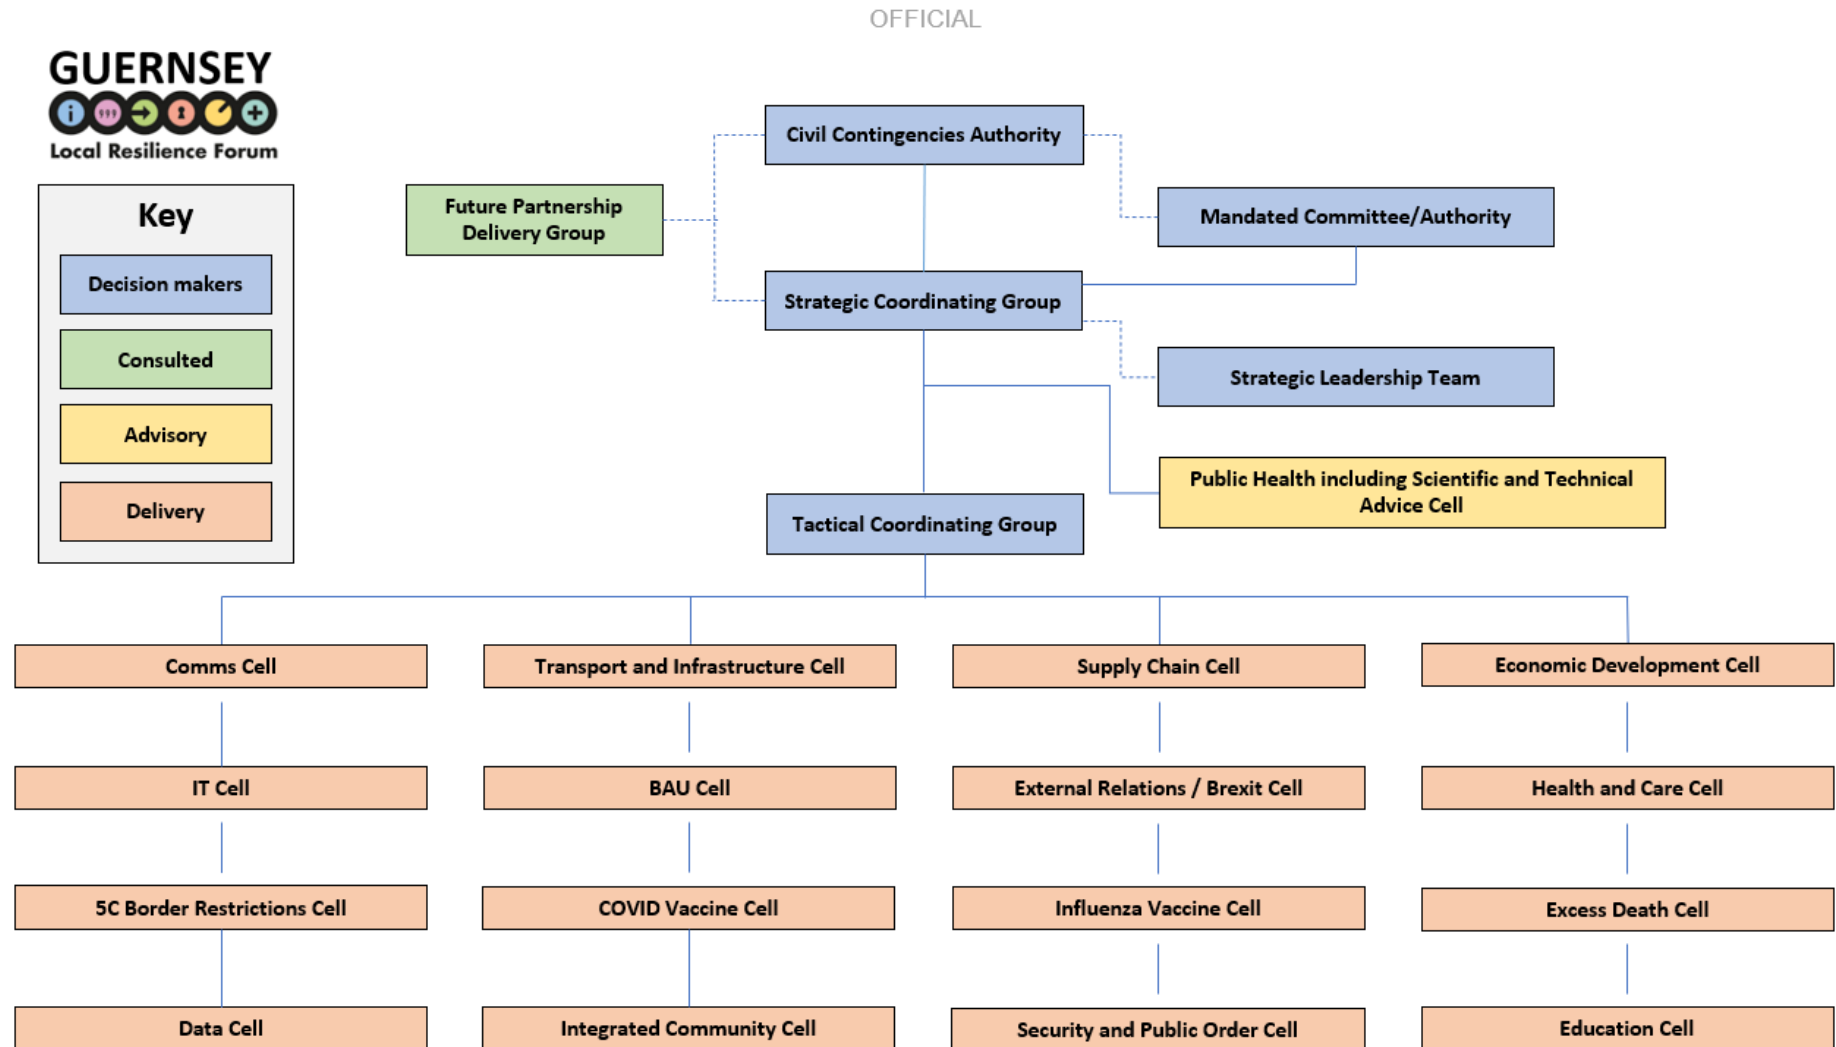 OFFICIAL
GUERNSEY
Local Resilience Forum
Key
Decision makers
Consulted
Advisory
Delivery
Civil Contingencies Authority
Future Partnership
Delivery Group
Mandated Committee/Authority
Strategic Coordinating Group
Strategic Leadership Team
Public Health including Scientific and Technical
Advice Cell
Tactical Coordinating Group
Comms Cell
Transport and Infrastructure Cell
Supply Chain Cell
Economic Development Cell
IT Cell
BAU Cell
External Relations / Brexit Cell
Health and Care Cell
5C Border Restrictions Cell
COVID Vaccine Cell
Influenza Vaccine Cell
Excess Death Cell
Data Cell
Integrated Community Cell
Security and Public Order Cell
Education Cell